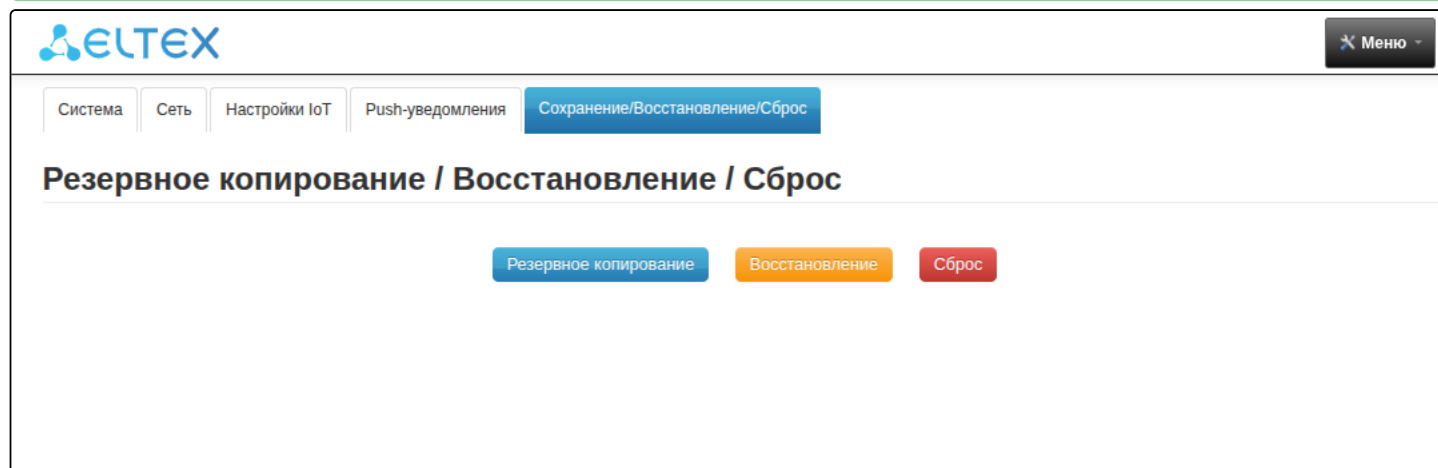 ELTEX
Меню
Система Сеть Настройки IoT Push-уведомления Сохранение/Восстановление/Сброс
Резервное копирование / Восстановление / Сброс
Резервное копирование Восстановление Сброс